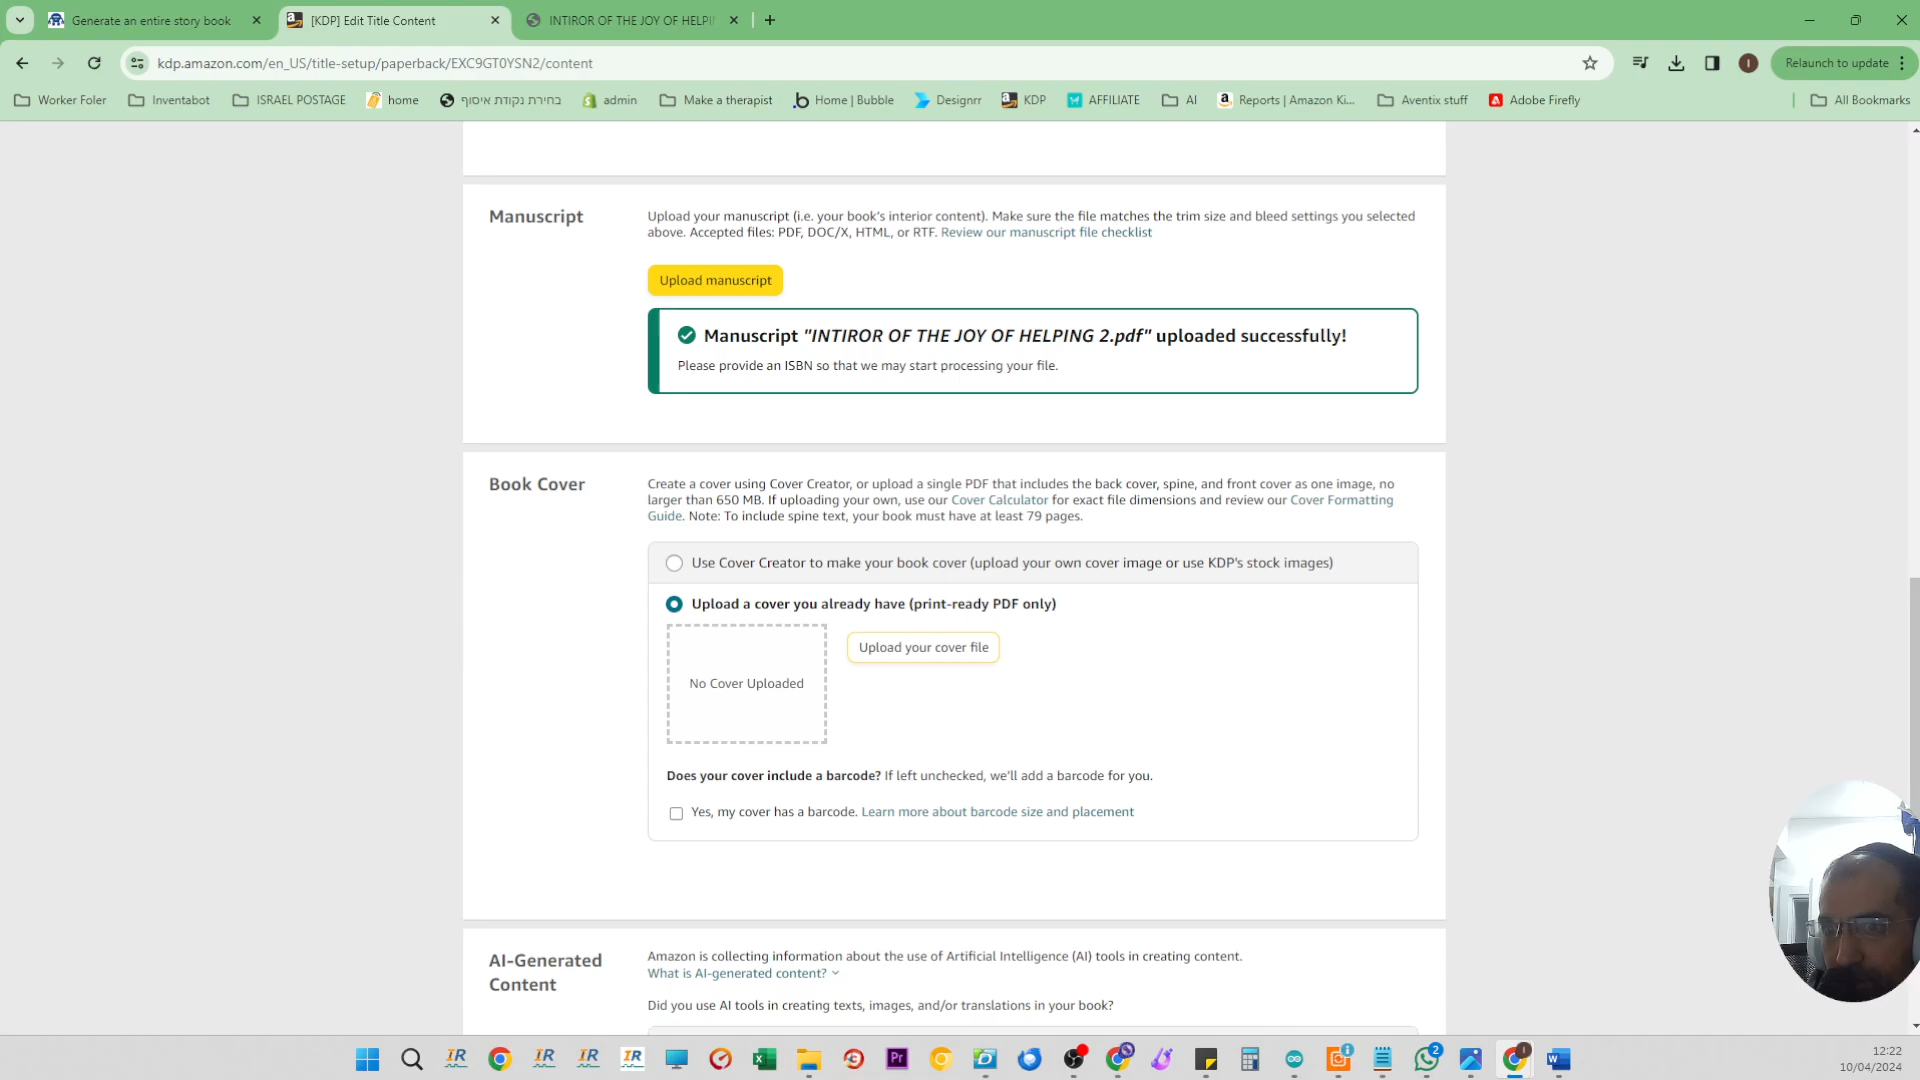 Generate an entire story book
[KDP] Edit Title Content
INTIROR OF THE JOY OF HELPI
kdp.amazon.com/en_US/title-setup/paperback/EXC9GT0YSN2/content
Relaunch to update
Worker Foler
Inventabot
ISRAEL POSTAGE
home
בחירת נקודת איסוף
admin
Make a therapist
Home | Bubble
Designrr
KDP
AFFILIATE
AI
Reports | Amazon Ki...
Aventix stuff
Adobe Firefly
All Bookmarks
Manuscript
Upload your manuscript (i.e. your book's interior content). Make sure the file matches the trim size and bleed settings you selected
above. Accepted files: PDF, DOC/X, HTML, or RTF. Review our manuscript file checklist
Upload manuscript
Manuscript "INTIROR OF THE JOY OF HELPING 2.pdf" uploaded successfully!
Please provide an ISBN so that we may start processing your file.
Book Cover
Create a cover using Cover Creator, or upload a single PDF that includes the back cover, spine, and front cover as one image, no
larger than 650 MB. If uploading your own, use our Cover Calculator for exact file dimensions and review our Cover Formatting
Guide. Note: To include spine text, your book must have at least 79 pages.
Use Cover Creator to make your book cover (upload your own cover image or use KDP's stock images)
Upload a cover you already have (print-ready PDF only)
Upload your cover file
No Cover Uploaded
Does your cover include a barcode? If left unchecked, we'll add a barcode for you.
Yes, my cover has a barcode. Learn more about barcode size and placement
AI-Generated
Content
Amazon is collecting information about the use of Artificial Intelligence (AI) tools in creating content.
What is AI-generated content?
Did you use AI tools in creating texts, images, and/or translations in your book?
12:22
10/04/2024